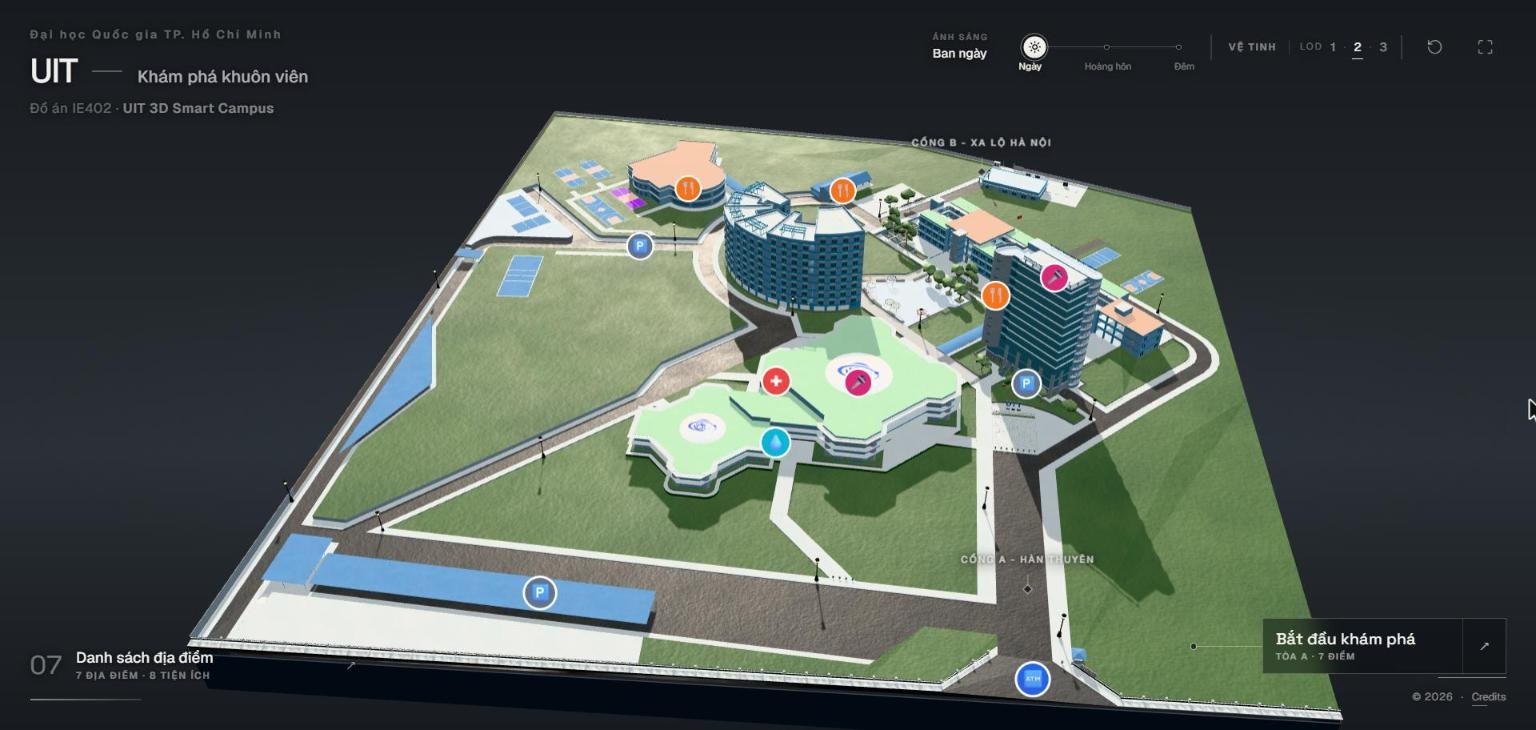 Đại học Quốc gia TP. Hồ Chí Minh
UIT — Khám phá khuôn viên
Đồ án IE402 · UIT 3D Smart Campus
ÁNH SÁNG
Ban ngày
Ngày
Hoàng hôn
Đêm
VỆ TINH
LOD 1 · 2 · 3
CỔNG B - XA LỘ HÀ NỘI
P
P
UIT
CỔNG A - HÀN THUYÊN
P
ATM
07 Danh sách địa điểm
7 ĐỊA ĐIỂM · 8 TIỆN ÍCH
↗
Bắt đầu khám phá ↗
TÒA A · 7 ĐIỂM
© 2026 · Credits